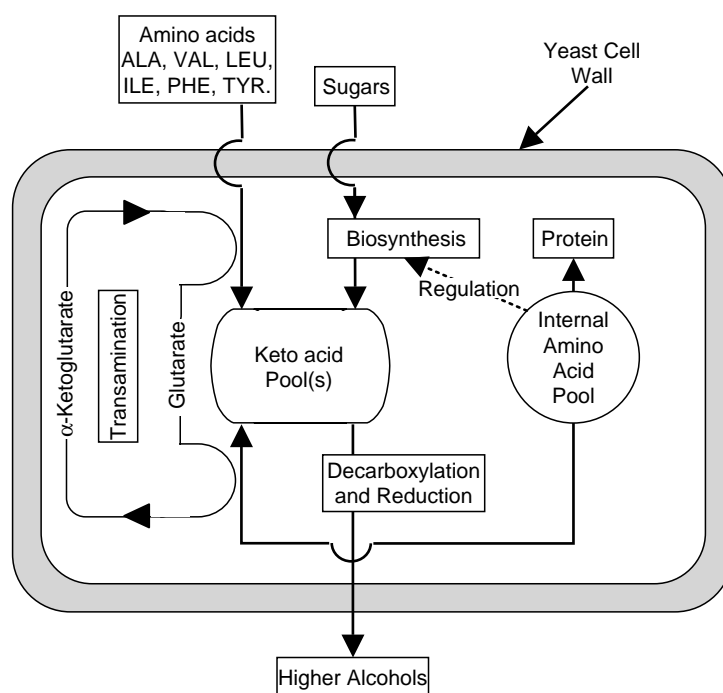 Amino acids
ALA, VAL, LEU,
ILE, PHE, TYR.
Sugars
Yeast Cell
Wall
Biosynthesis
Protein
Regulation
α-Ketoglutarate
Transamination
Glutarate
Keto acid
Pool(s)
Internal
Amino
Acid
Pool
Decarboxylation
and Reduction
Higher Alcohols